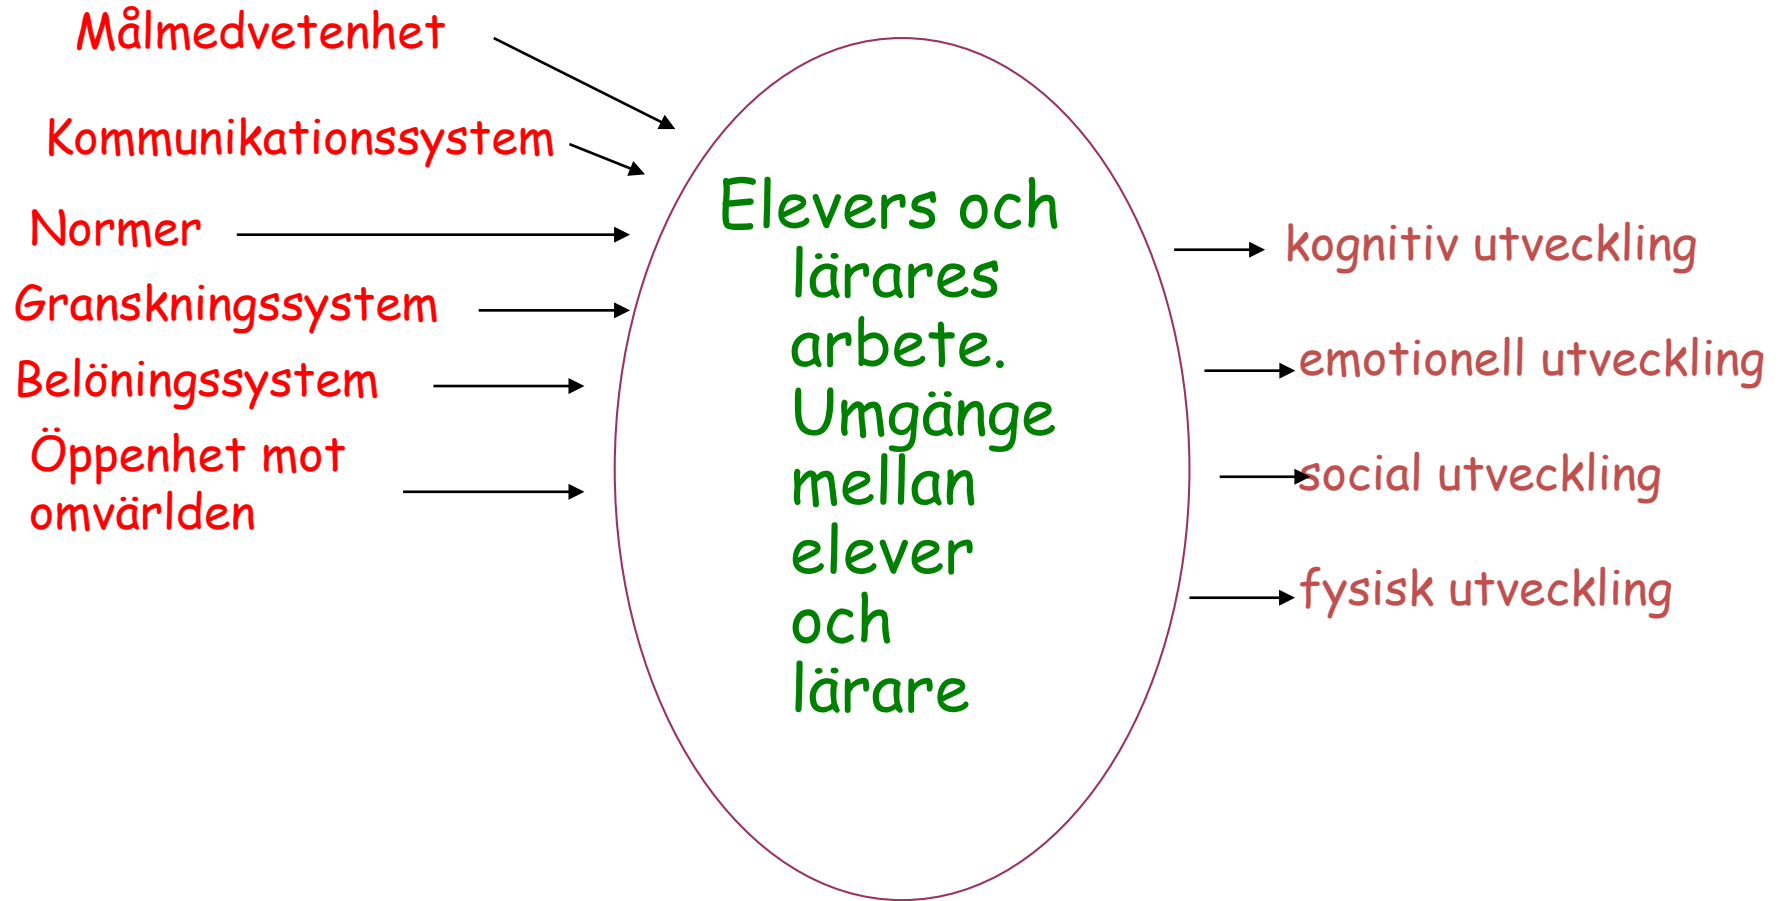 Målmedvetenhet
Kommunikationssystem
Normer
Granskningssystem
Belöningssystem
Öppenhet mot
omvärlden
Elevers och
lärares
arbete.
Umgänge
mellan
elever
och
lärare
kognitiv utveckling
emotionell utveckling
social utveckling
fysisk utveckling